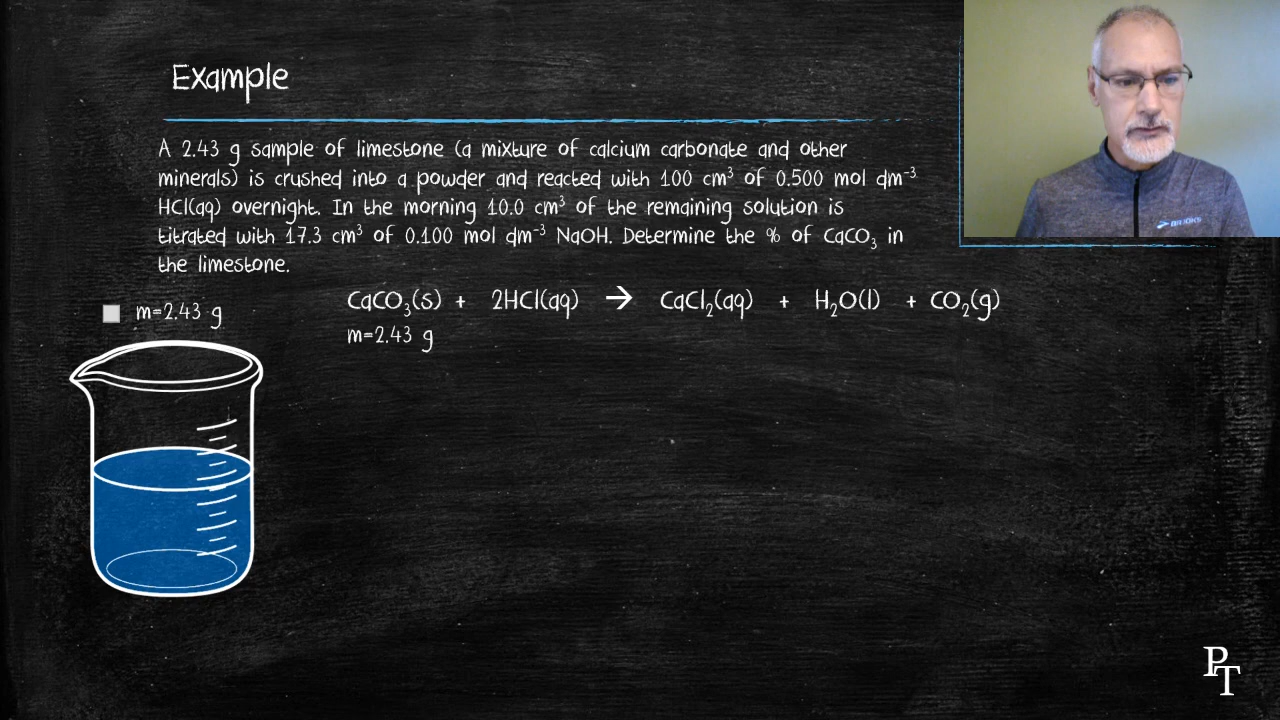 Example
A 2.43 g sample of limestone (a mixture of calcium carbonate and other
minerals) is crushed into a powder and reacted with 100 cm³ of 0.500 mol dm⁻³
HCl(aq) overnight. In the morning 10.0 cm³ of the remaining solution is
titrated with 17.3 cm³ of 0.100 mol dm⁻³ NaOH. Determine the % of CaCO₃ in
the limestone.
m=2.43 g
CaCO₃(s) + 2HCl(aq) → CaCl₂(aq) + H₂O(l) + CO₂(g)
m=2.43 g
PT